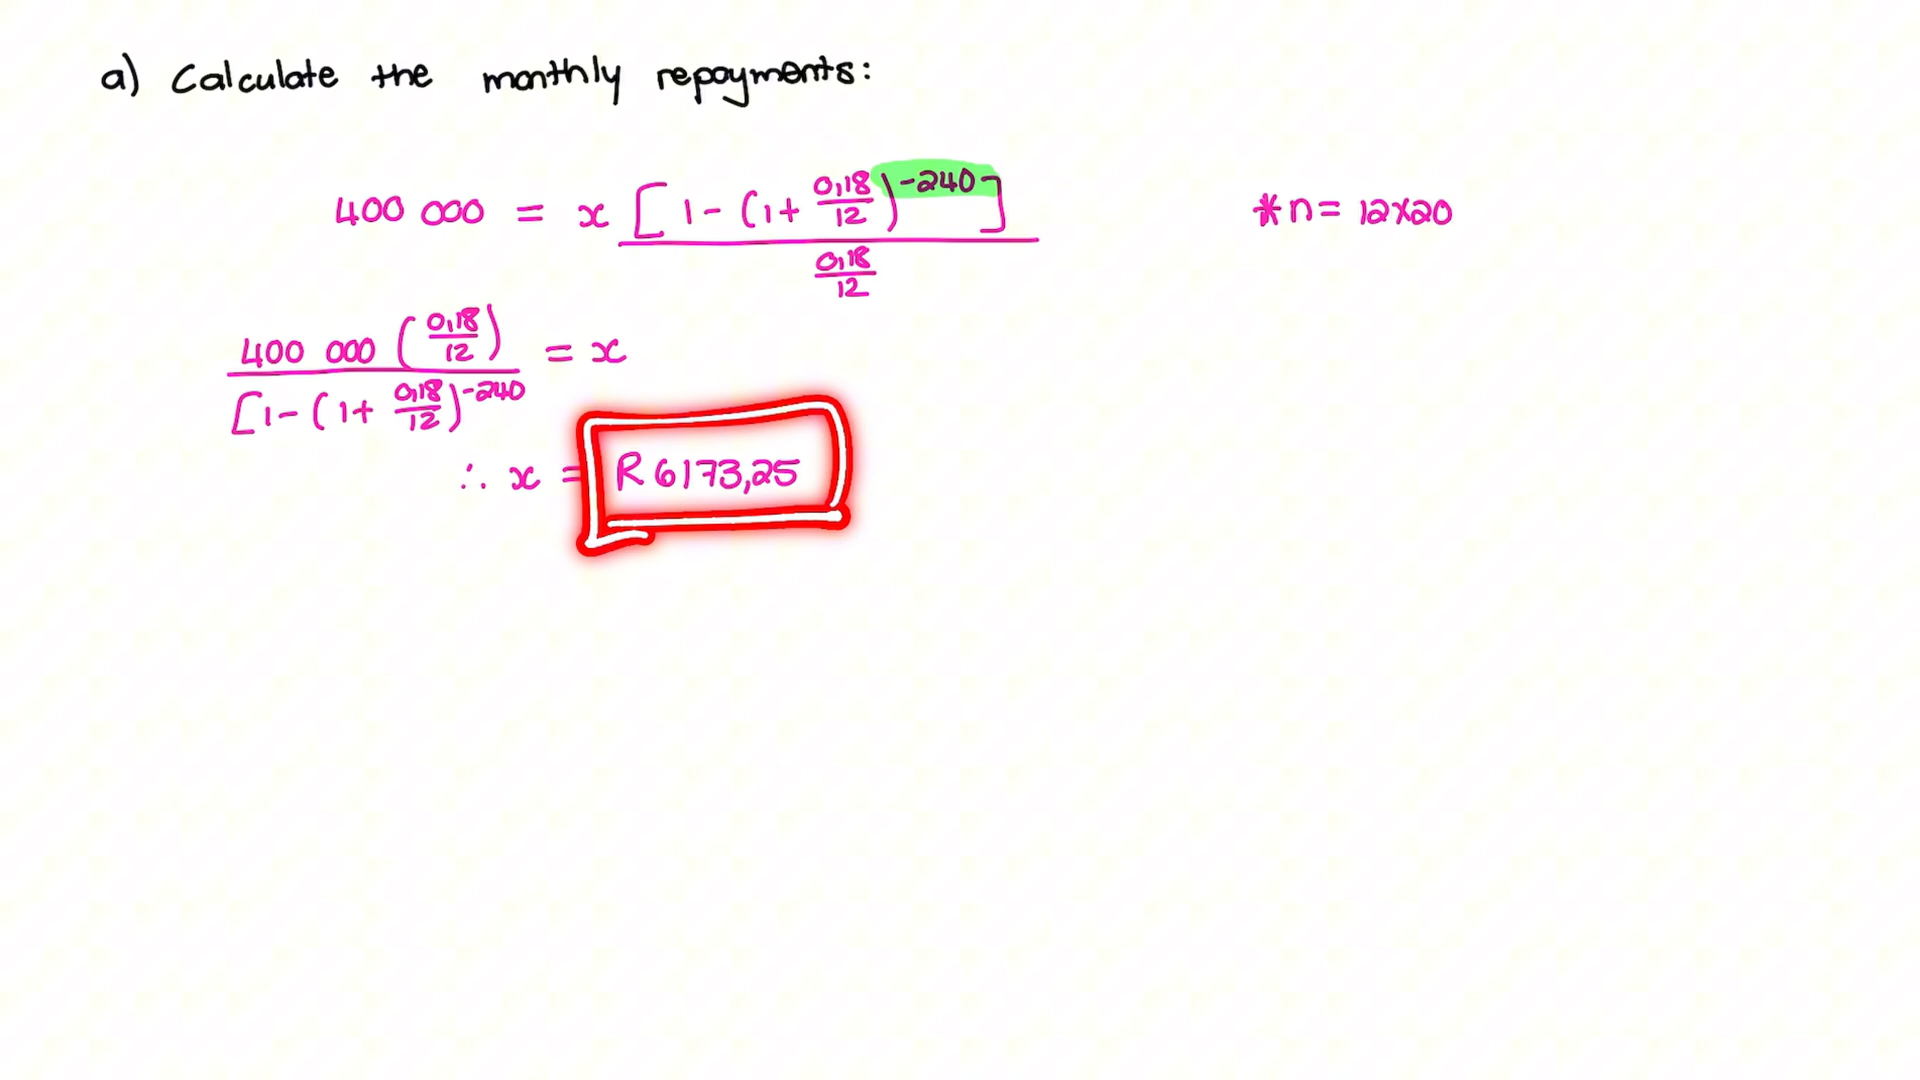 a) Calculate the monthly repayments:
400 000 = x [1-(1+ 0,18/12)^-240] / (0,18/12)
*n = 12x20
400 000 (0,18/12) / [1-(1+ 0,18/12)^-240 = x
∴ x = R6173,25